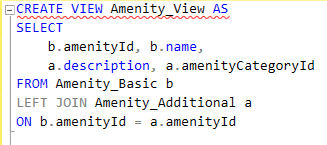 CREATE VIEW Amenity_View AS
SELECT
b.amenityId, b.name,
a.description, a.amenityCategoryId
FROM Amenity_Basic b
LEFT JOIN Amenity_Additional a
ON b.amenityId = a.amenityId